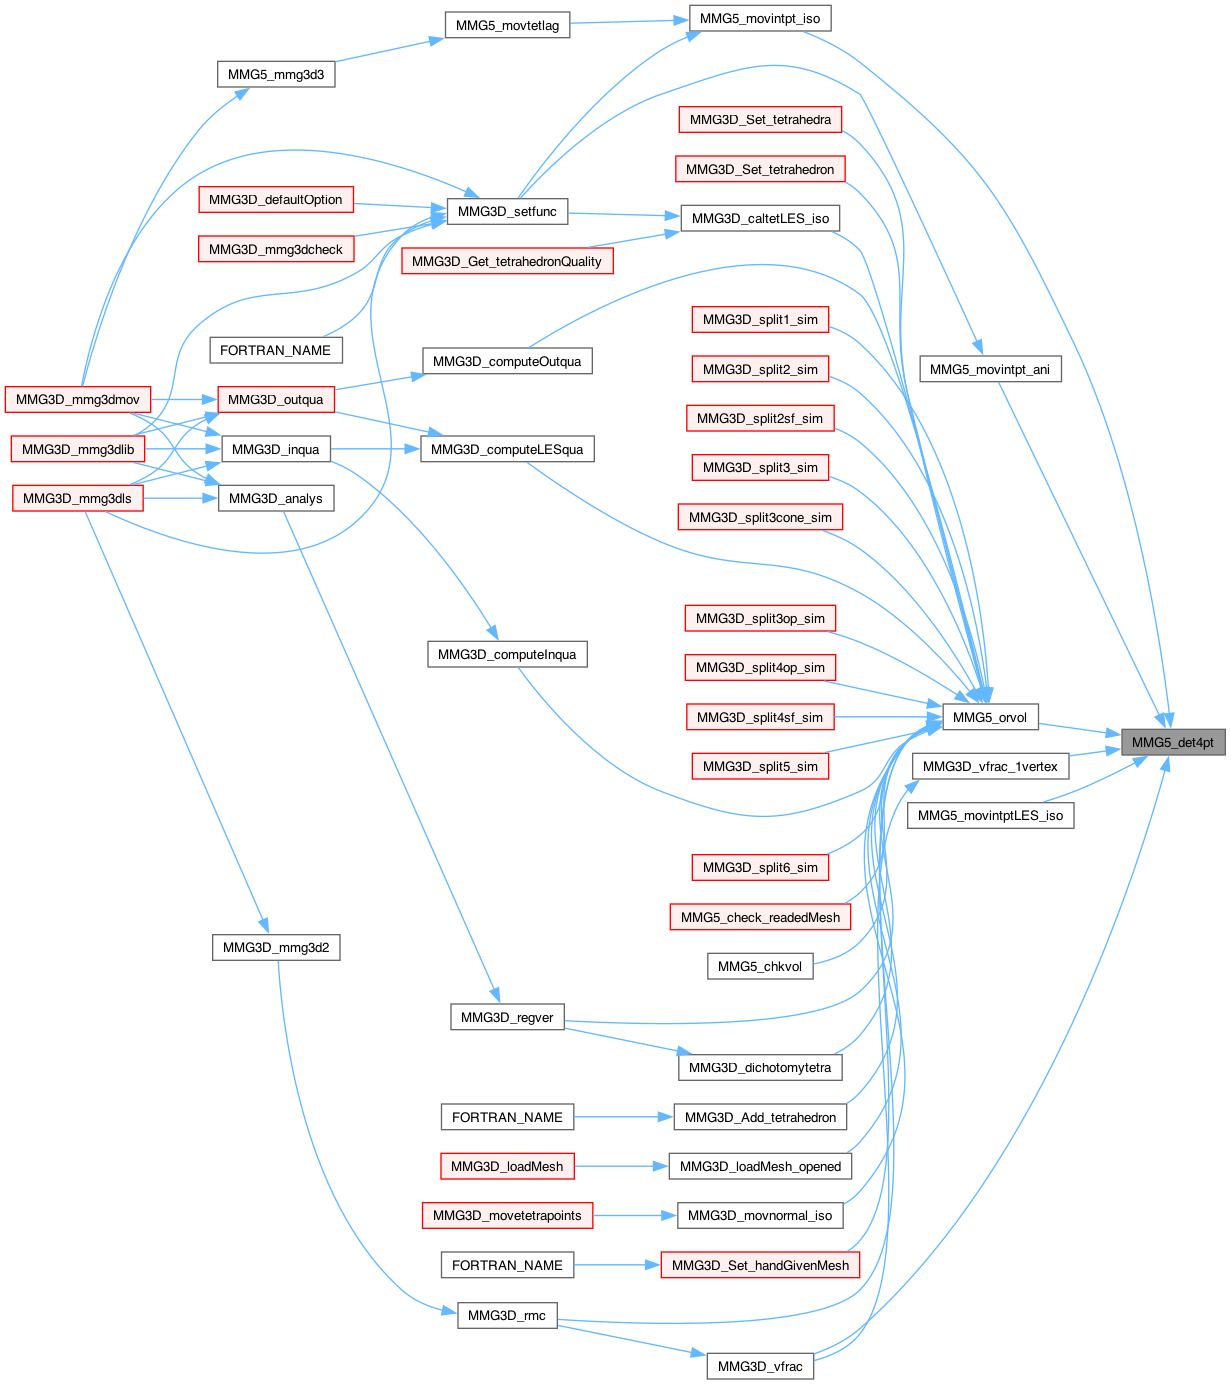 MMG5_movintpt_iso
MMG5_movtetlag
MMG5_mmg3d3
MMG3D_Set_tetrahedra
MMG3D_Set_tetrahedron
MMG3D_defaultOption
MMG3D_setfunc
MMG3D_caltetLES_iso
MMG3D_mmg3dcheck
MMG3D_Get_tetrahedronQuality
MMG3D_split1_sim
FORTRAN_NAME
MMG3D_computeOutqua
MMG3D_split2_sim
MMG5_movintpt_ani
MMG3D_mmg3dmov
MMG3D_outqua
MMG3D_split2sf_sim
MMG3D_mmg3dlib
MMG3D_inqua
MMG3D_computeLESqua
MMG3D_split3_sim
MMG3D_mmg3dls
MMG3D_analys
MMG3D_split3cone_sim
MMG3D_split3op_sim
MMG3D_computeInqua
MMG3D_split4op_sim
MMG3D_split4sf_sim
MMG5_orvol
MMG5_det4pt
MMG3D_split5_sim
MMG3D_vfrac_1vertex
MMG5_movintptLES_iso
MMG3D_split6_sim
MMG5_check_readedMesh
MMG3D_mmg3d2
MMG5_chkvol
MMG3D_regver
MMG3D_dichotomytetra
FORTRAN_NAME
MMG3D_Add_tetrahedron
MMG3D_loadMesh
MMG3D_loadMesh_opened
MMG3D_movetetrapoints
MMG3D_movnormal_iso
FORTRAN_NAME
MMG3D_Set_handGivenMesh
MMG3D_rmc
MMG3D_vfrac